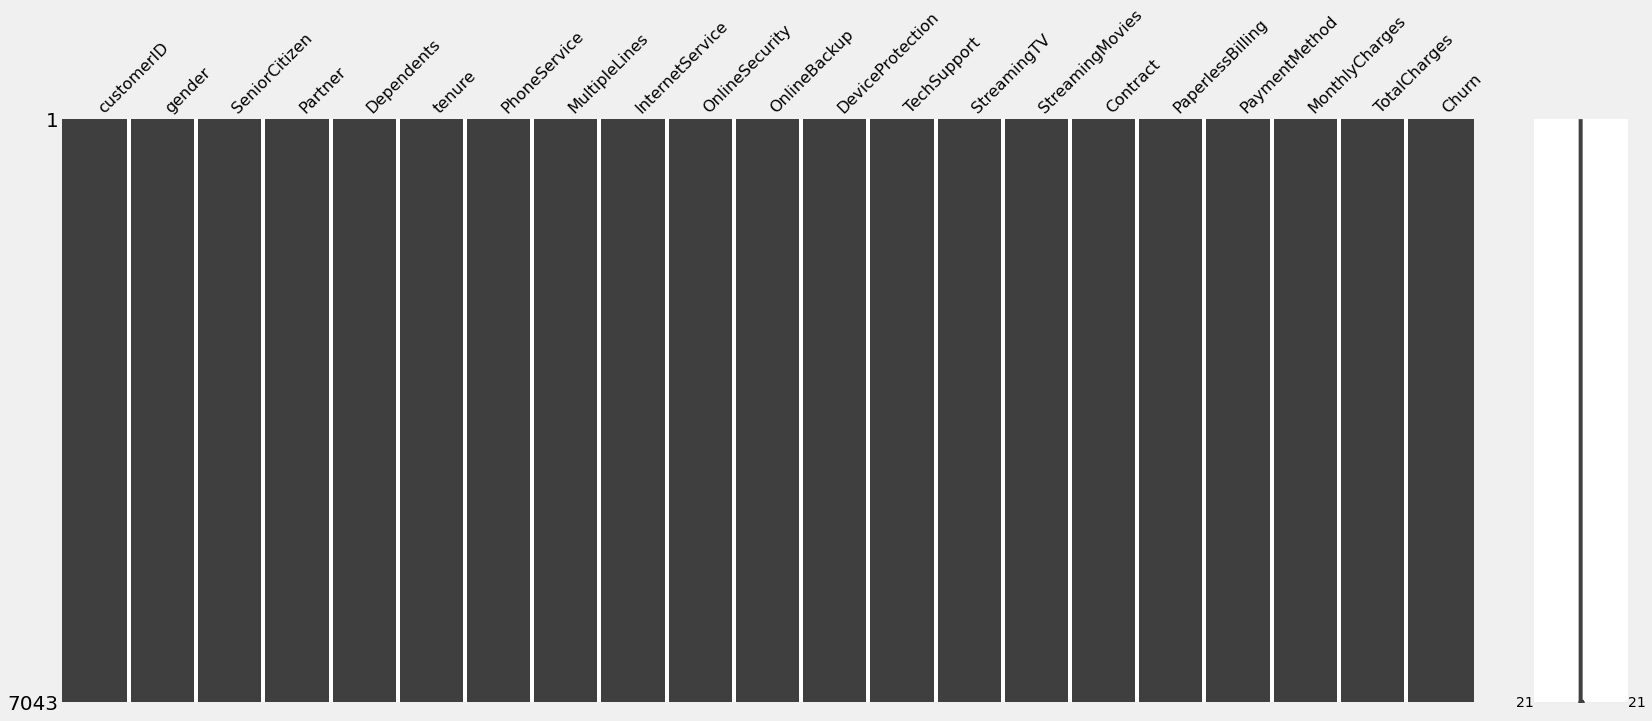 customerID
gender
SeniorCitizen
Partner
Dependents
tenure
PhoneService
MultipleLines
InternetService
OnlineSecurity
OnlineBackup
DeviceProtection
TechSupport
StreamingTV
StreamingMovies
Contract
PaperlessBilling
PaymentMethod
MonthlyCharges
TotalCharges
Churn
1
7043
21
21